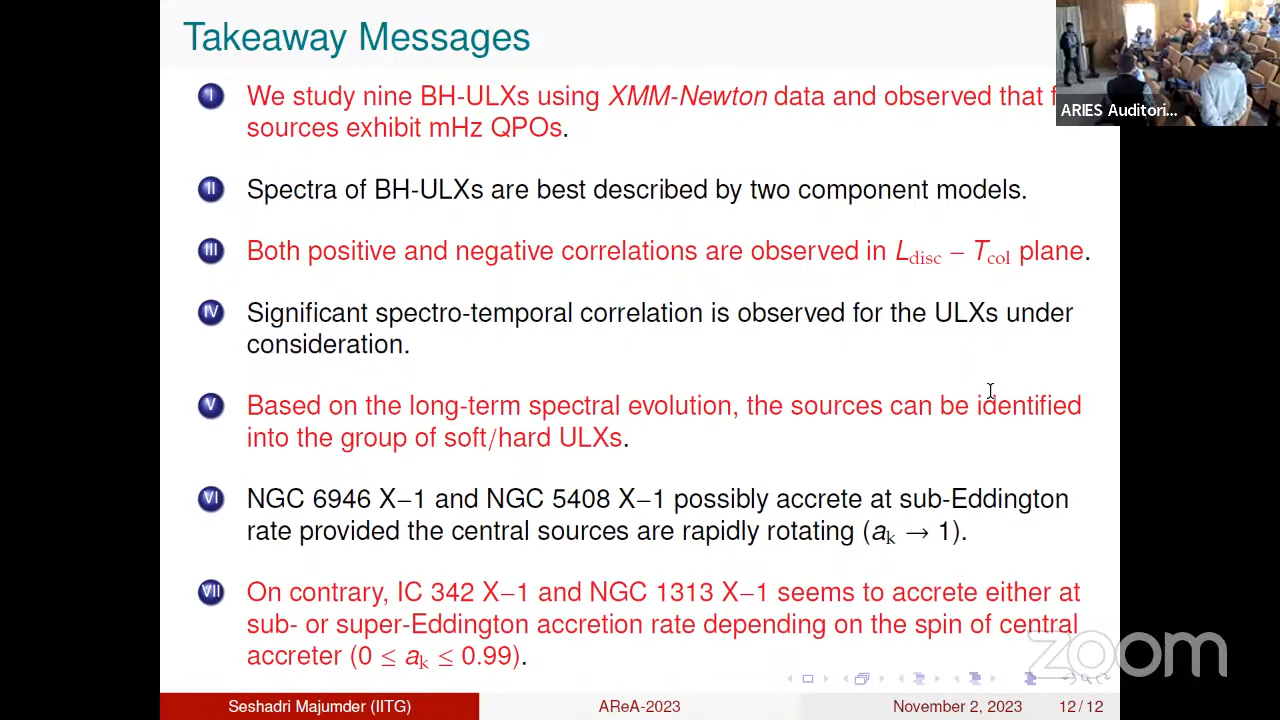 Takeaway Messages
I We study nine BH-ULXs using XMM-Newton data and observed that
sources exhibit mHz QPOs.
II Spectra of BH-ULXs are best described by two component models.
III Both positive and negative correlations are observed in L_disc − T_col plane.
IV Significant spectro-temporal correlation is observed for the ULXs under
consideration.
V Based on the long-term spectral evolution, the sources can be identified
into the group of soft/hard ULXs.
VI NGC 6946 X−1 and NGC 5408 X−1 possibly accrete at sub-Eddington
rate provided the central sources are rapidly rotating (a_k → 1).
VII On contrary, IC 342 X−1 and NGC 1313 X−1 seems to accrete either at
sub- or super-Eddington accretion rate depending on the spin of central
accreter (0 ≤ a_k ≤ 0.99).
Seshadri Majumder (IITG) AReA-2023 November 2, 2023 12/12
ARIES Auditori...
zoom